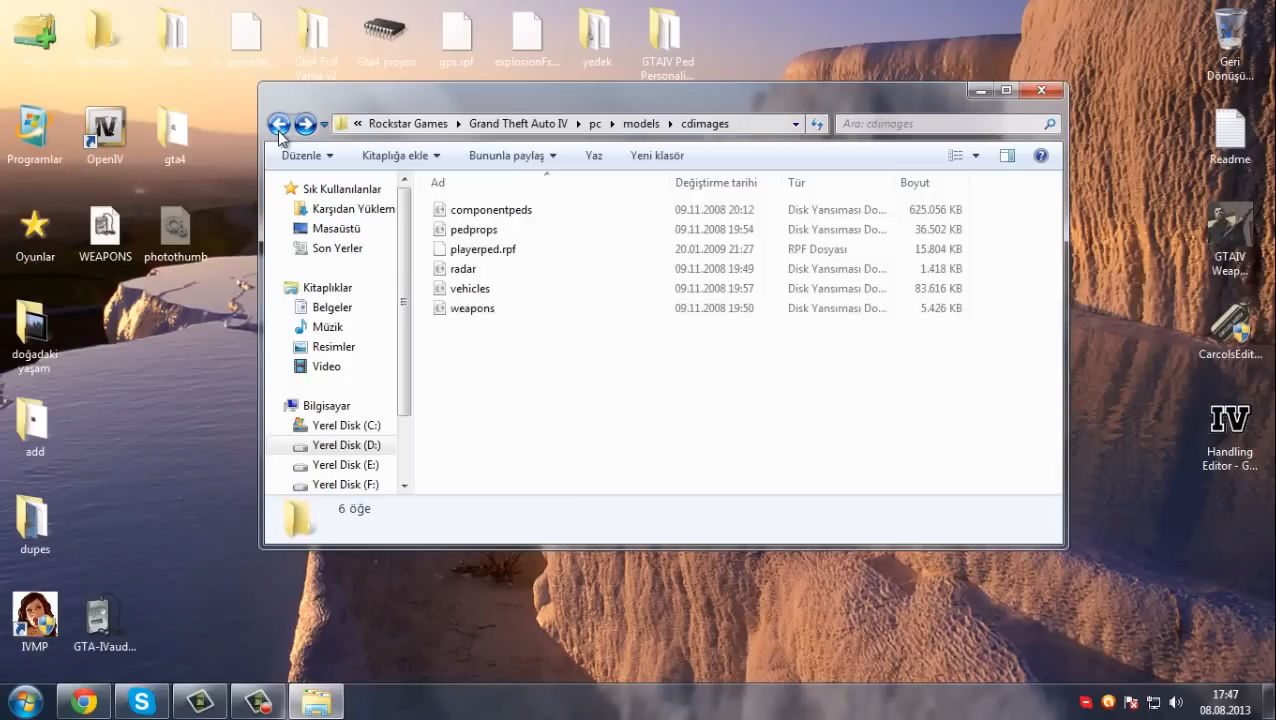 Gta4 Full
Yama v2
Gta4 projesi
gps.rpf
explosionFx...
yedek
GTAIV Ped
Personali...
Geri
Dönüşü...
« Rockstar Games ▸ Grand Theft Auto IV ▸ pc ▸ models ▸ cdimages
Ara: cdimages
Düzenle
Kitaplığa ekle
Bununla paylaş
Yaz
Yeni klasör
Programlar
OpenIV
gta4
Readme
Sık Kullanılanlar
Karşıdan Yüklem
Masaüstü
Son Yerler
Kitaplıklar
Belgeler
Müzik
Resimler
Video
Bilgisayar
Yerel Disk (C:)
Yerel Disk (D:)
Yerel Disk (E:)
Yerel Disk (F:)
Ad Değiştirme tarihi Tür Boyut
componentpeds 09.11.2008 20:12 Disk Yansıması Do... 625.056 KB
pedprops 09.11.2008 19:54 Disk Yansıması Do... 36.502 KB
playerped.rpf 20.01.2009 21:27 RPF Dosyası 15.804 KB
radar 09.11.2008 19:49 Disk Yansıması Do... 1.418 KB
vehicles 09.11.2008 19:57 Disk Yansıması Do... 83.616 KB
weapons 09.11.2008 19:50 Disk Yansıması Do... 5.426 KB
6 öğe
Oyunlar
WEAPONS
photothumb
GTAIV
Weap...
doğadaki
yaşam
CarcolsEdit...
add
IV
Handling
Editor - G...
dupes
IVMP
GTA-IVaud...
17:47
08.08.2013